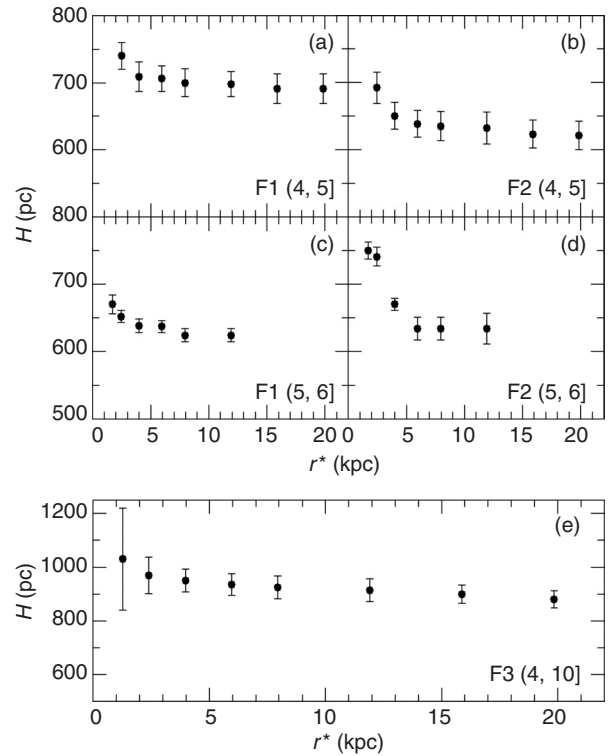 800
(a)
(b)
700
600
F1 (4, 5]
F2 (4, 5]
H (pc)
800
(c)
(d)
700
600
F1 (5, 6]
F2 (5, 6]
500
0 5 10 15 20 0 5 10 15 20
r* (kpc)
1200
(e)
1000
H (pc)
800
600
F3 (4, 10]
0 5 10 15 20
r* (kpc)